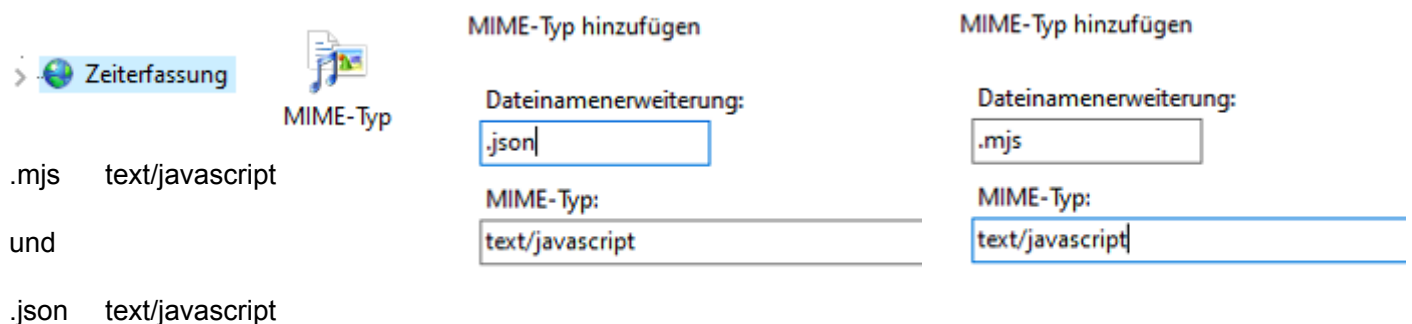 Zeiterfassung
MIME-Typ
.mjs text/javascript
und
.json text/javascript
MIME-Typ hinzufügen
Dateinamenerweiterung:
.json
MIME-Typ:
text/javascript
MIME-Typ hinzufügen
Dateinamenerweiterung:
.mjs
MIME-Typ:
text/javascript